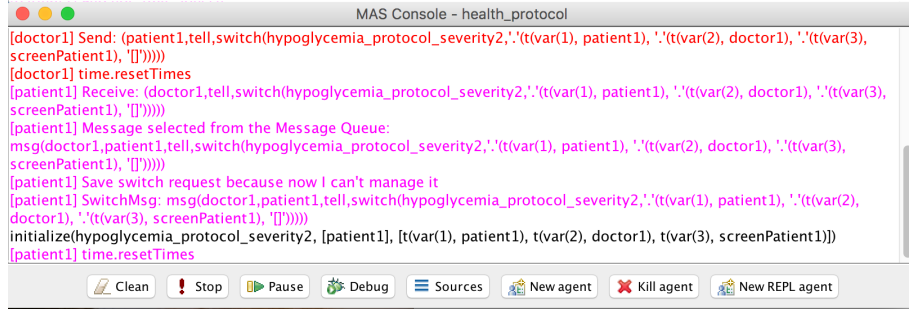 MAS Console - health_protocol
[doctor1] Send: (patient1,tell,switch(hypoglycemia_protocol_severity2,'.'(t(var(1), patient1), '.'(t(var(2), doctor1), '.'(t(var(3),
screenPatient1), '[]')))))
[doctor1] time.resetTimes
[patient1] Receive: (doctor1,tell,switch(hypoglycemia_protocol_severity2,'.'(t(var(1), patient1), '.'(t(var(2), doctor1), '.'(t(var(3),
screenPatient1), '[]')))))
[patient1] Message selected from the Message Queue:
msg(doctor1,patient1,tell,switch(hypoglycemia_protocol_severity2,'.'(t(var(1), patient1), '.'(t(var(2), doctor1), '.'(t(var(3),
screenPatient1), '[]')))))
[patient1] Save switch request because now I can't manage it
[patient1] SwitchMsg: msg(doctor1,patient1,tell,switch(hypoglycemia_protocol_severity2,'.'(t(var(1), patient1), '.'(t(var(2),
doctor1), '.'(t(var(3), screenPatient1), '[]')))))
initialize(hypoglycemia_protocol_severity2, [patient1], [t(var(1), patient1), t(var(2), doctor1), t(var(3), screenPatient1)])
[patient1] time.resetTimes
Clean Stop Pause Debug Sources New agent Kill agent New REPL agent